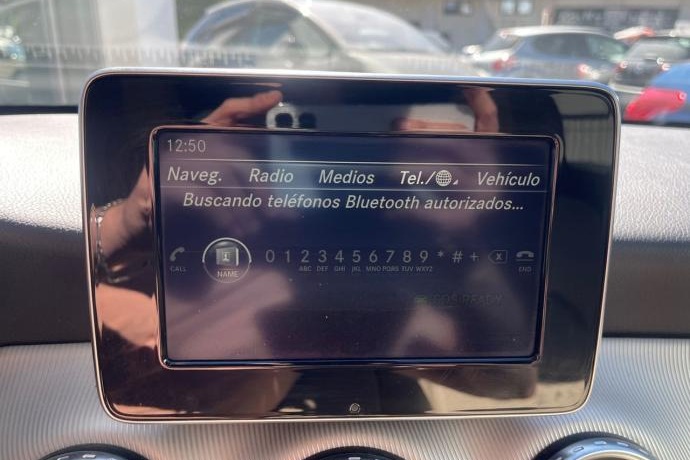 12:50
Naveg. Radio Medios Tel./ Vehículo
Buscando teléfonos Bluetooth autorizados...
0 1 2 3 4 5 6 7 8 9 * # +
CALL NAME ABC DEF GHI JKL MNO PQRS TUV WXYZ END
READY